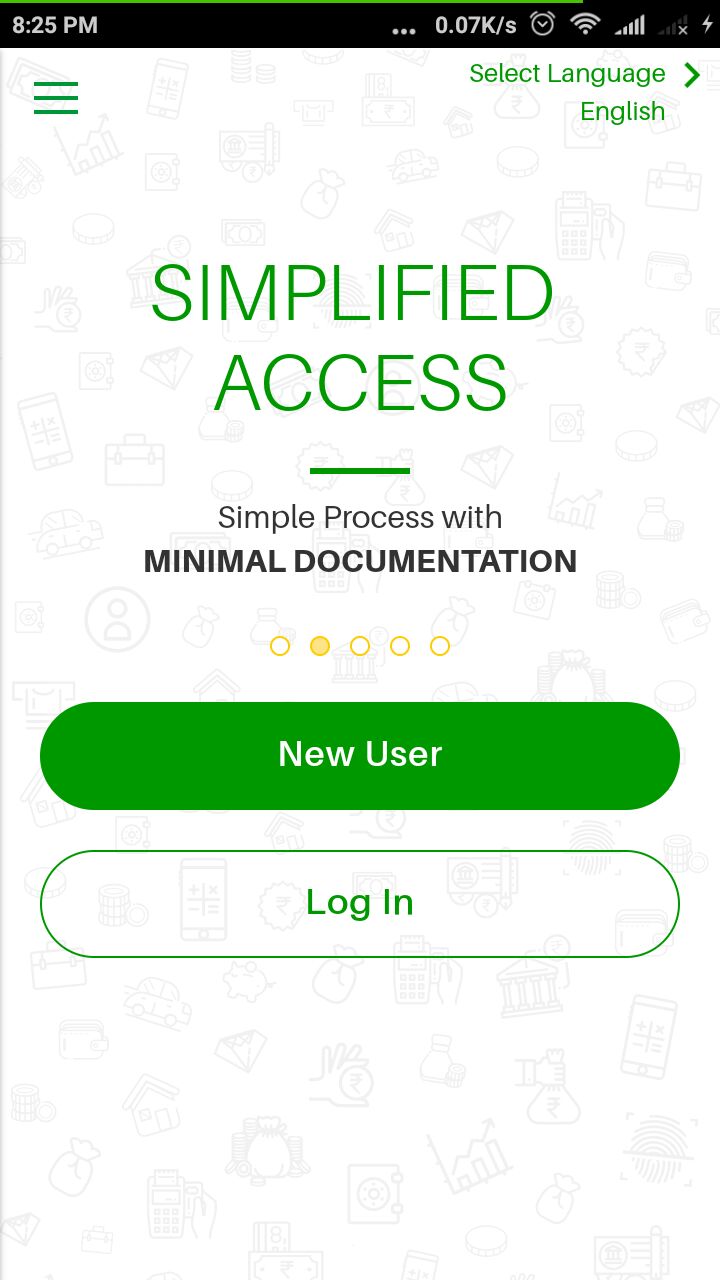 8:25 PM
... 0.07K/s
Select Language
English
SIMPLIFIED
ACCESS
Simple Process with
MINIMAL DOCUMENTATION
New User
Log In